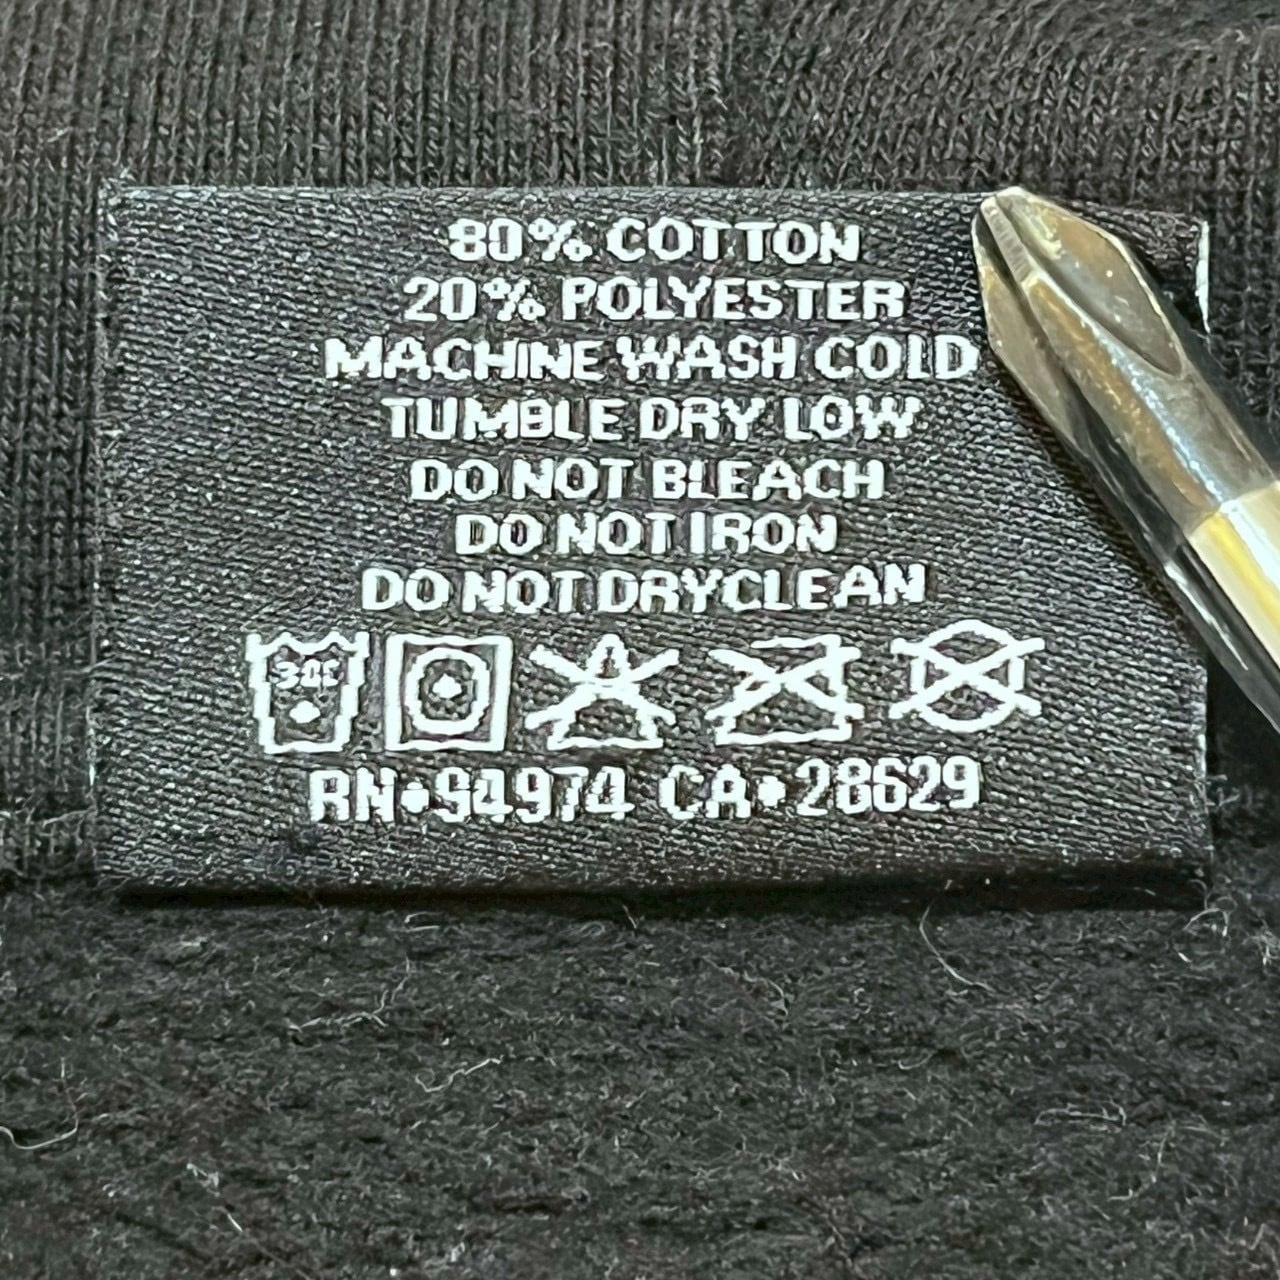 80% COTTON
20% POLYESTER
MACHINE WASH COLD
TUMBLE DRY LOW
DO NOT BLEACH
DO NOT IRON
DO NOT DRYCLEAN
30C
RN•94974 CA•28629